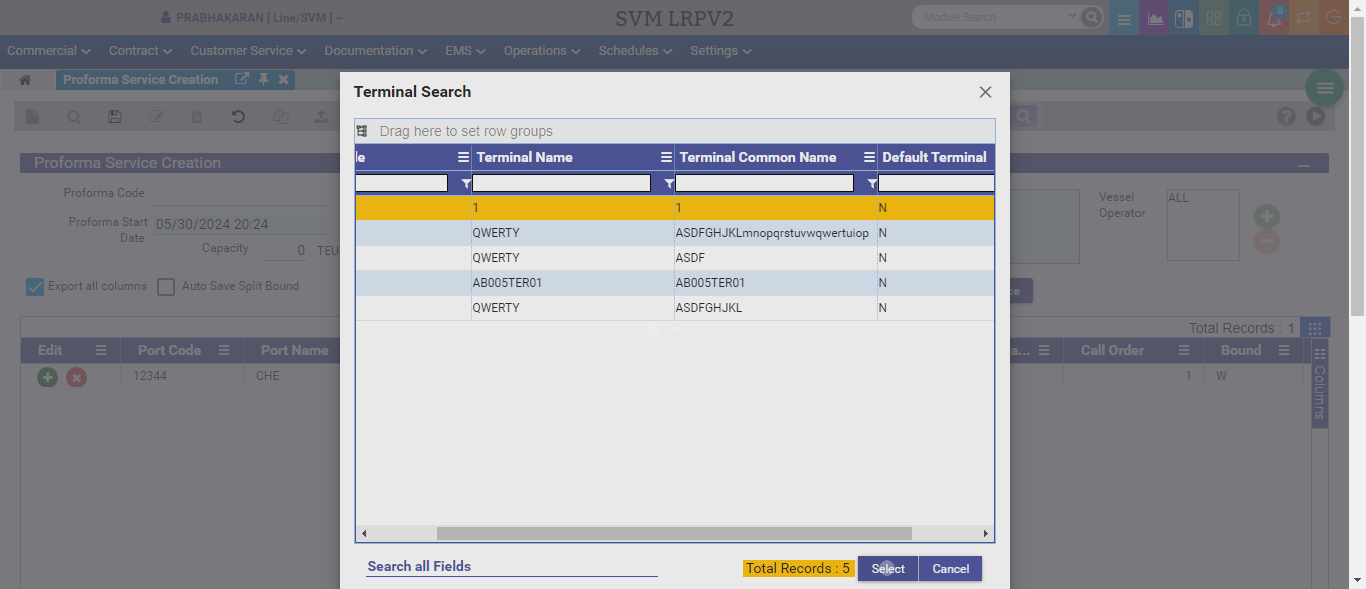 PRABHAKARAN [ Line/SVM ] ~
SVM LRPV2
Module Search
0
Commercial
Contract
Customer Service
Documentation
EMS
Operations
Schedules
Settings
Proforma Service Creation
Terminal Search
Drag here to set row groups
Proforma Service Creation
Proforma Code
Proforma Start Date
05/30/2024 20:24
Capacity 0 TEU
Vessel Operator
ALL
Export all columns
Auto Save Split Bound
le Terminal Name Terminal Common Name Default Terminal
1 1 N
QWERTY ASDFGHJKLmnopqrstuvwqwertuiop N
QWERTY ASDF N
AB005TER01 AB005TER01 N
QWERTY ASDFGHJKL N
ce
Total Records : 1
Edit Port Code Port Name a... Call Order Bound
12344 CHE 1 W
Columns
Search all Fields
Total Records : 5
Select
Cancel